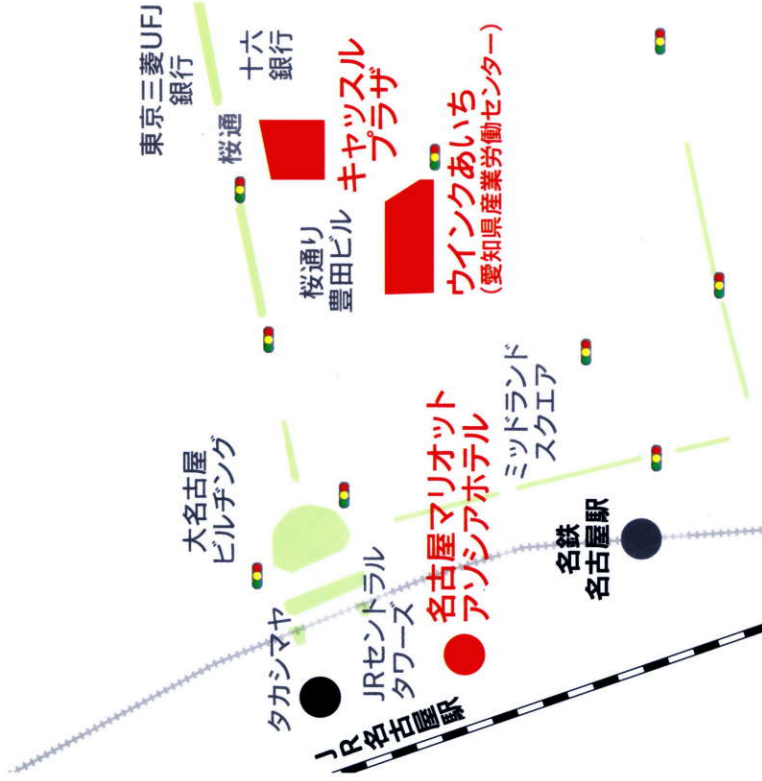 東京三菱UFJ
銀行
十六
銀行
桜通
キャッスル
プラザ
桜通り
豊田ビル
ウインクあいち
(愛知県産業労働センター)
大名古屋
ビルヂング
ミッドランド
スクエア
名古屋マリオット
アソシアホテル
タカシマヤ
JRセントラル
タワーズ
名鉄
名古屋駅
JR名古屋駅